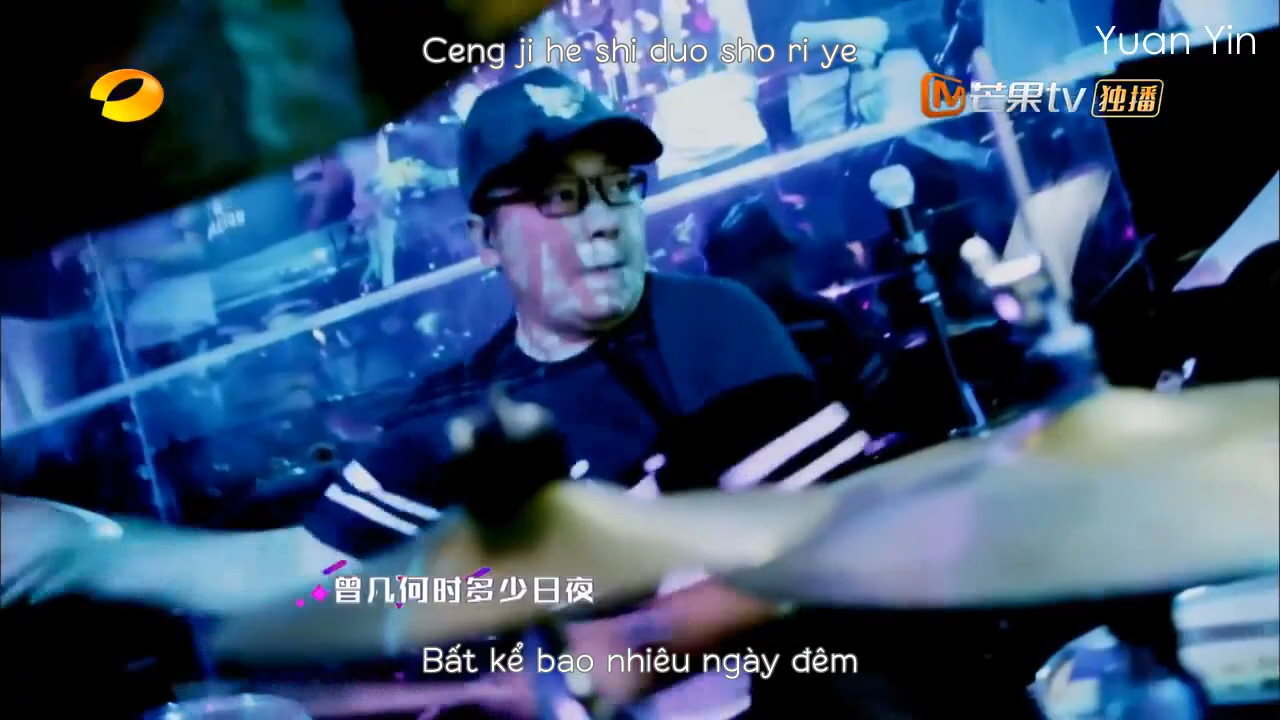 Ceng ji he shi duo sho ri ye
Yuan Yin
芒果tv 独播
曾几何时多少日夜
Bất kể bao nhiêu ngày đêm